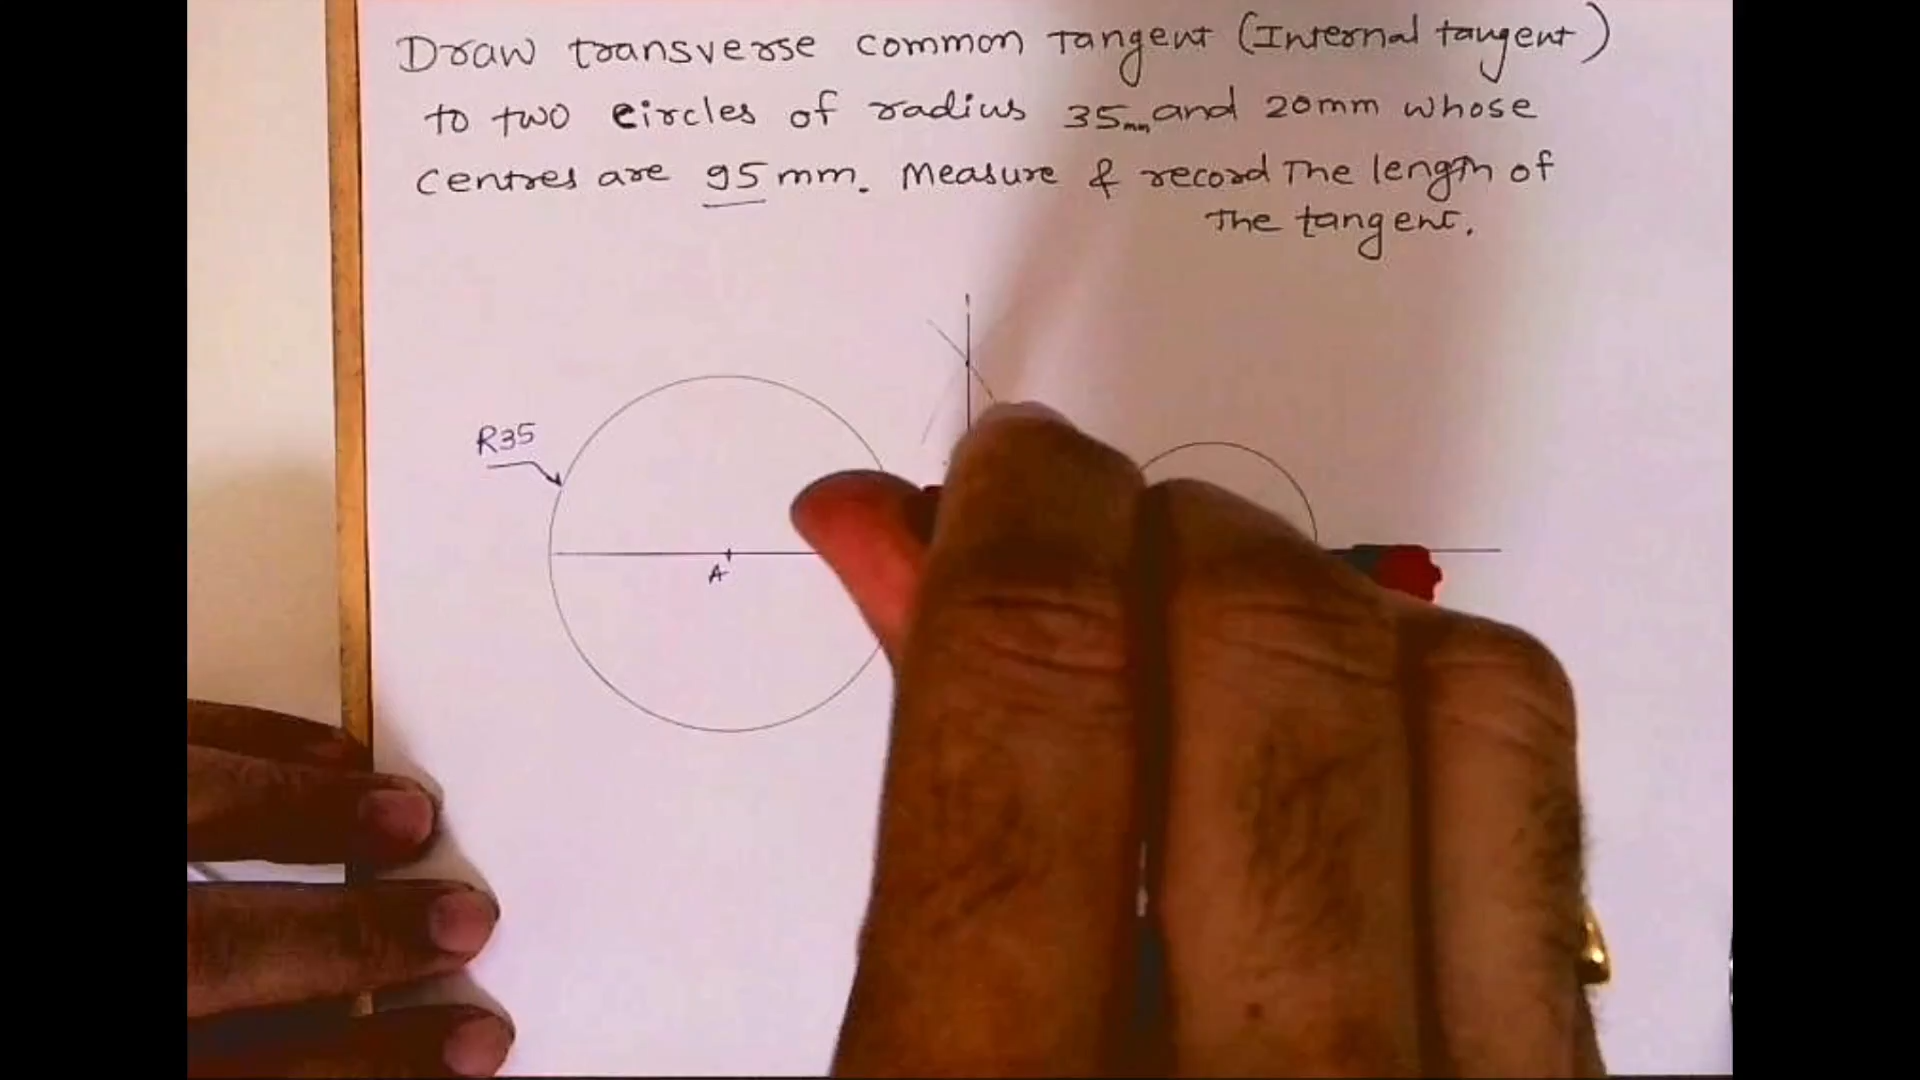 Draw transverse common Tangent (Internal tangent)
to two circles of radius 35mm and 20mm whose
centres are 95 mm. Measure & record The length of
The tangent.
R35
A